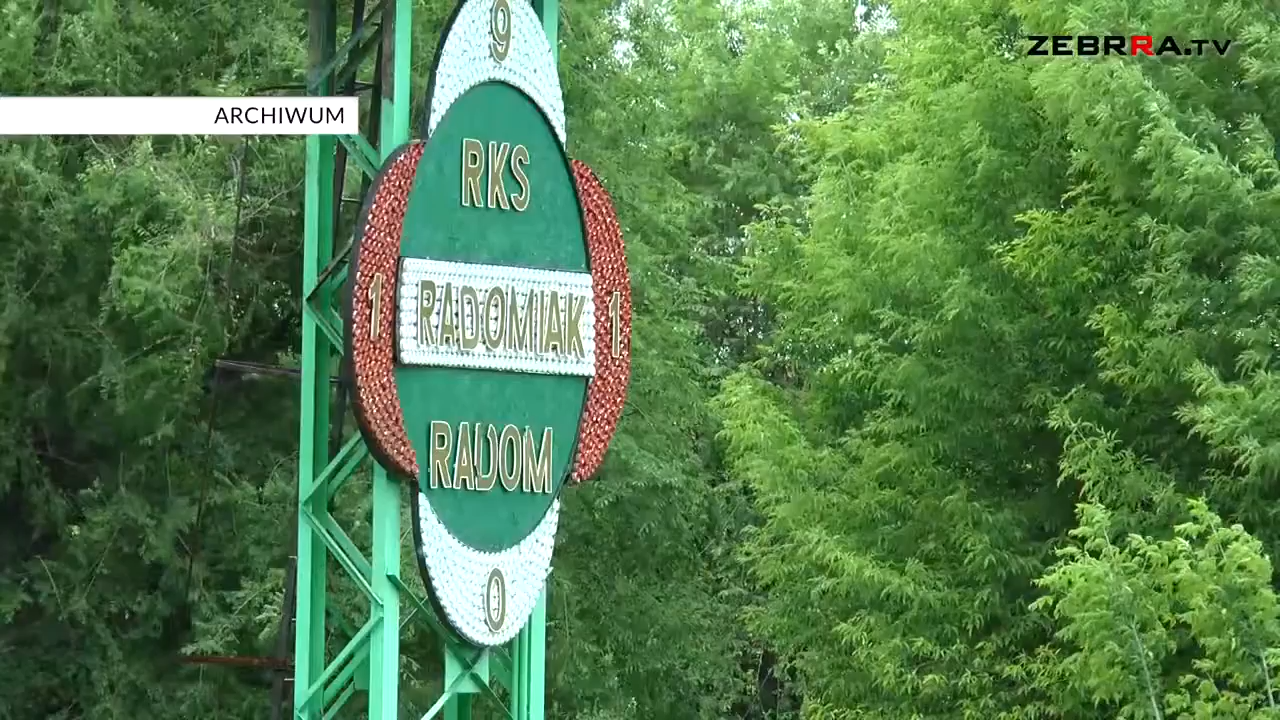 ZEBRRA.TV
ARCHIWUM
9
RKS
1 RADOMIAK 1
RADOM
0